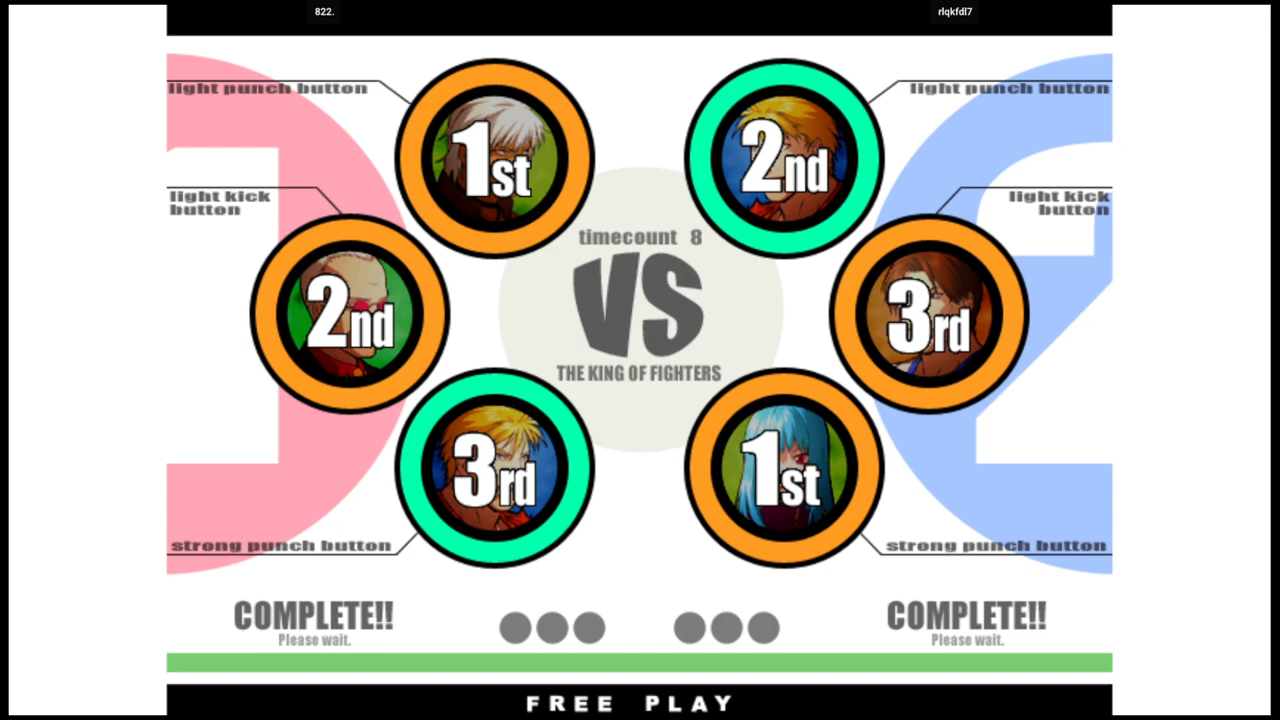 822.
rlqkfdl7
light punch button
1st
2nd
light punch button
light kick
button
light kick
button
timecount 8
2nd
VS
3rd
THE KING OF FIGHTERS
3rd
1st
strong punch button
strong punch button
COMPLETE!!
Please wait.
COMPLETE!!
Please wait.
FREE PLAY